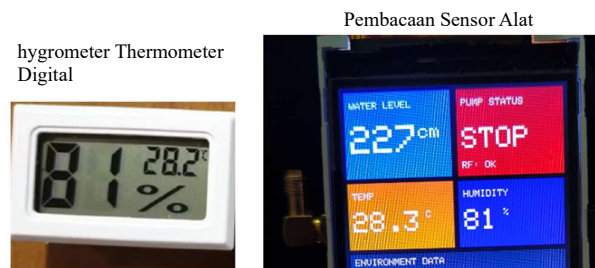 Pembacaan Sensor Alat
hygrometer Thermometer
Digital
81% 28.2°c
WATER LEVEL
227cm
PUMP STATUS
STOP
RF: OK
TEMP
28.3°c
HUMIDITY
81%
ENVIRONMENT DATA